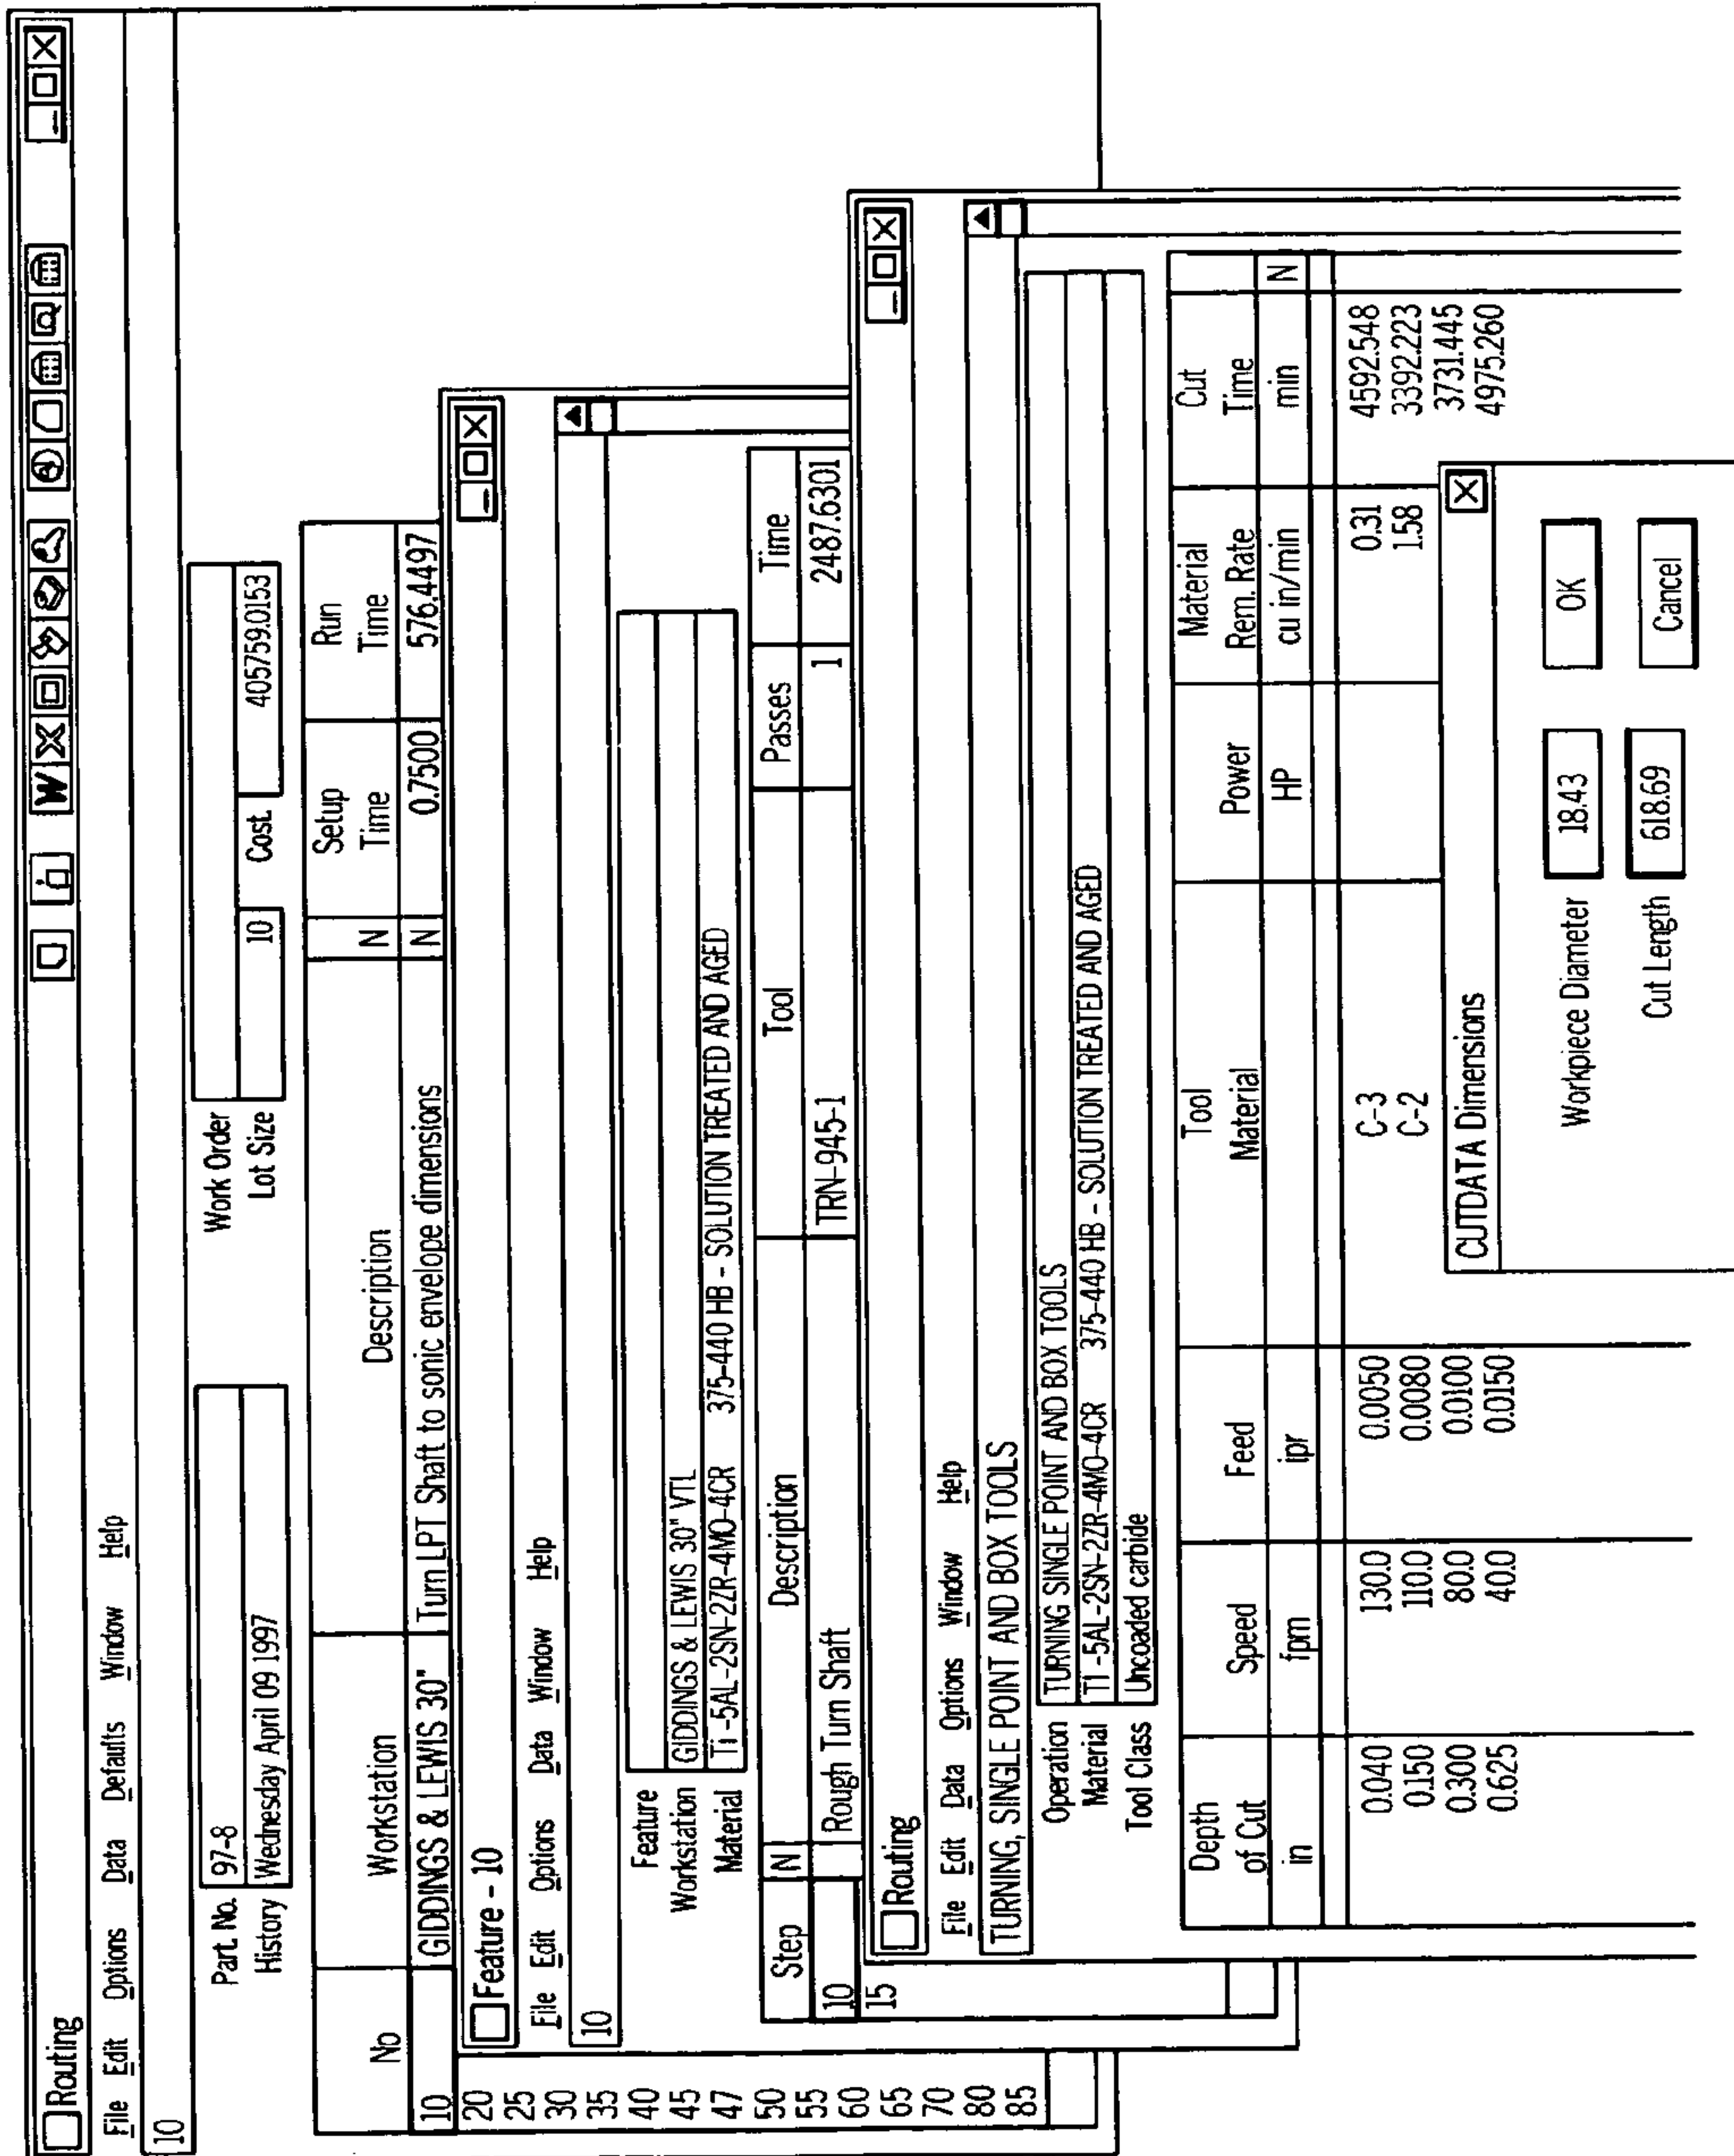 Routing
File Edit Options Data Defaults Window Help
10
Part. No. 97-8 Work Order
History Wednesday April 09 1997 Lot Size 10 Cost. 405759.0153
No Workstation Description N Setup Time Run Time
10 GIDDINGS & LEWIS 30" Turn LPT Shaft to sonic envelope dimensions N 0.7500 576.4497
20
25
30
35
40
45
47
50
55
60
65
70
80
85
Feature - 10
File Edit Options Data Window Help
10
Feature
Workstation GIDDINGS & LEWIS 30" VTL
Material Ti -5AL-2SN-2ZR-4MO-4CR 375-440 HB - SOLUTION TREATED AND AGED
Step N Description Tool Passes Time
10 Rough Turn Shaft TRN-945-1 1 2487.6301
15
Routing
File Edit Data Options Window Help
TURNING, SINGLE POINT AND BOX TOOLS
Operation TURNING SINGLE POINT AND BOX TOOLS
Material T1 -5AL-2SN-2ZR-4MO-4CR 375-440 HB - SOLUTION TREATED AND AGED
Tool Class Uncoaded carbide
Depth Speed Feed Tool Power Material Cut
of Cut Material Rem. Rate Time
in fpm ipr HP cu in/min min N
0.040 130.0 0.0050 C-3 0.31 4592.548
0.150 110.0 0.0080 C-2 1.58 3392.223
0.300 80.0 0.0100 3731.445
0.625 40.0 0.0150 4975.260
CUTDATA Dimensions
Workpiece Diameter 18.43 OK
Cut Length 618.69 Cancel